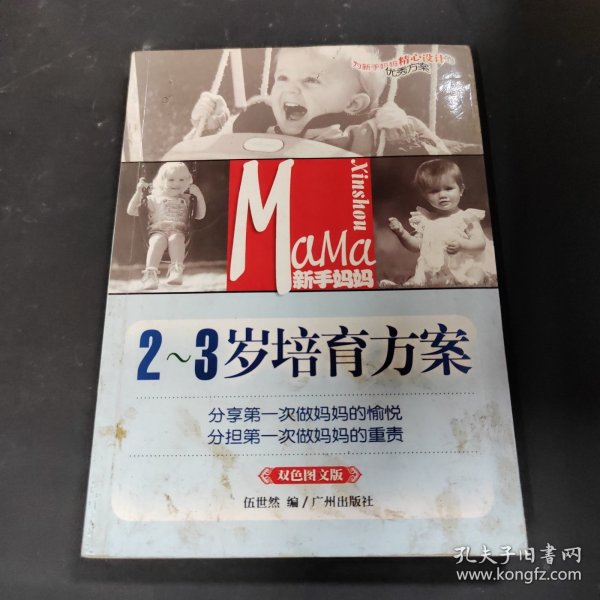 为新手妈妈精心设计的
优秀方案
Xinshou
MaMa
新手妈妈
2~3岁培育方案
分享第一次做妈妈的愉悦
分担第一次做妈妈的重责
双色图文版
伍世然 编/广州出版社
孔夫子旧书网
www.kongfz.com